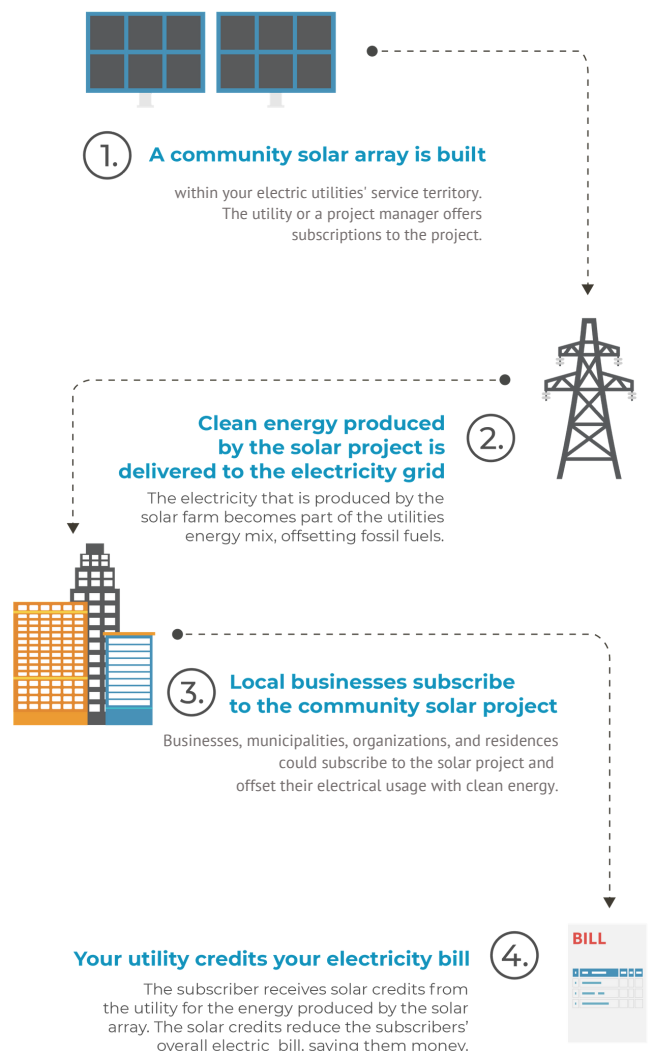 1. A community solar array is built
within your electric utilities' service territory.
The utility or a project manager offers
subscriptions to the project.
Clean energy produced
by the solar project is
delivered to the electricity grid
2.
The electricity that is produced by the
solar farm becomes part of the utilities
energy mix, offsetting fossil fuels.
3. Local businesses subscribe
to the community solar project
Businesses, municipalities, organizations, and residences
could subscribe to the solar project and
offset their electrical usage with clean energy.
BILL
Your utility credits your electricity bill 4.
The subscriber receives solar credits from
the utility for the energy produced by the solar
array. The solar credits reduce the subscribers'
overall electric bill, saving them money.